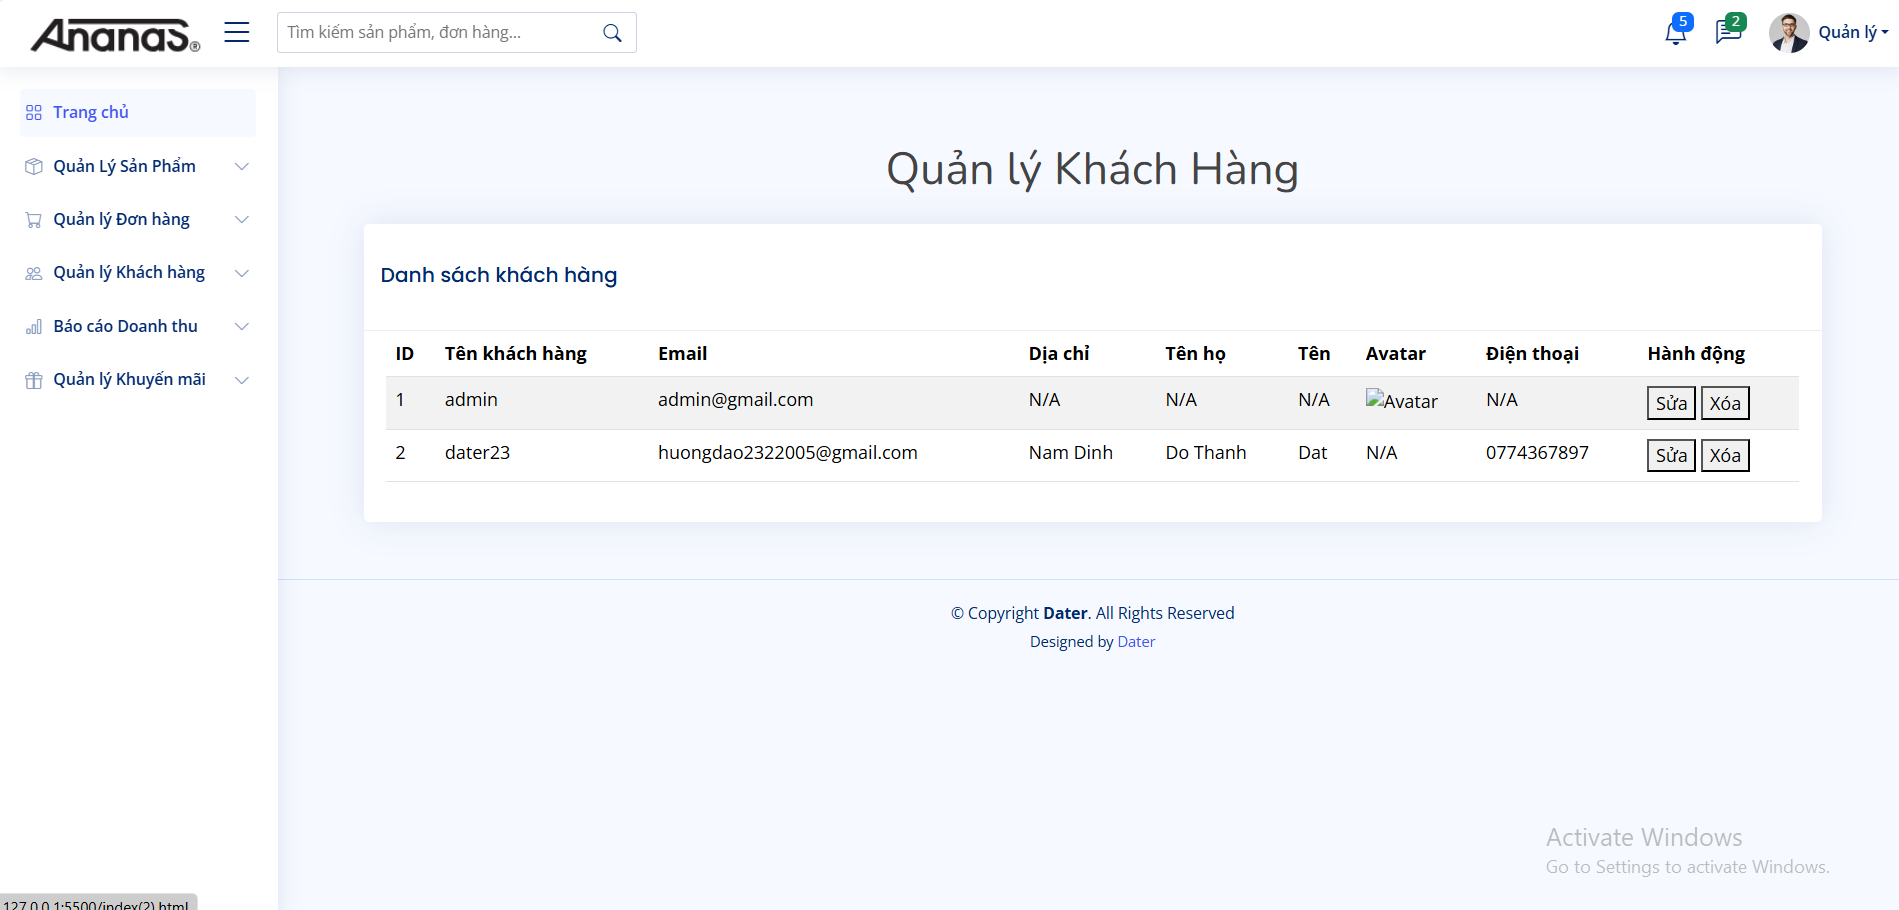 Ananas®
Tìm kiếm sản phẩm, đơn hàng...
5
2
Quản lý
Trang chủ
Quản Lý Sản Phẩm
Quản lý Đơn hàng
Quản lý Khách hàng
Báo cáo Doanh thu
Quản lý Khuyến mãi
Quản lý Khách Hàng
Danh sách khách hàng
ID Tên khách hàng Email Địa chỉ Tên họ Tên Avatar Điện thoại Hành động
1 admin admin@gmail.com N/A N/A N/A Avatar N/A Sửa Xóa
2 dater23 huongdao2322005@gmail.com Nam Dinh Do Thanh Dat N/A 0774367897 Sửa Xóa
© Copyright Dater. All Rights Reserved
Designed by Dater
Activate Windows
Go to Settings to activate Windows.
127.0.0.1:5500/index(2).html